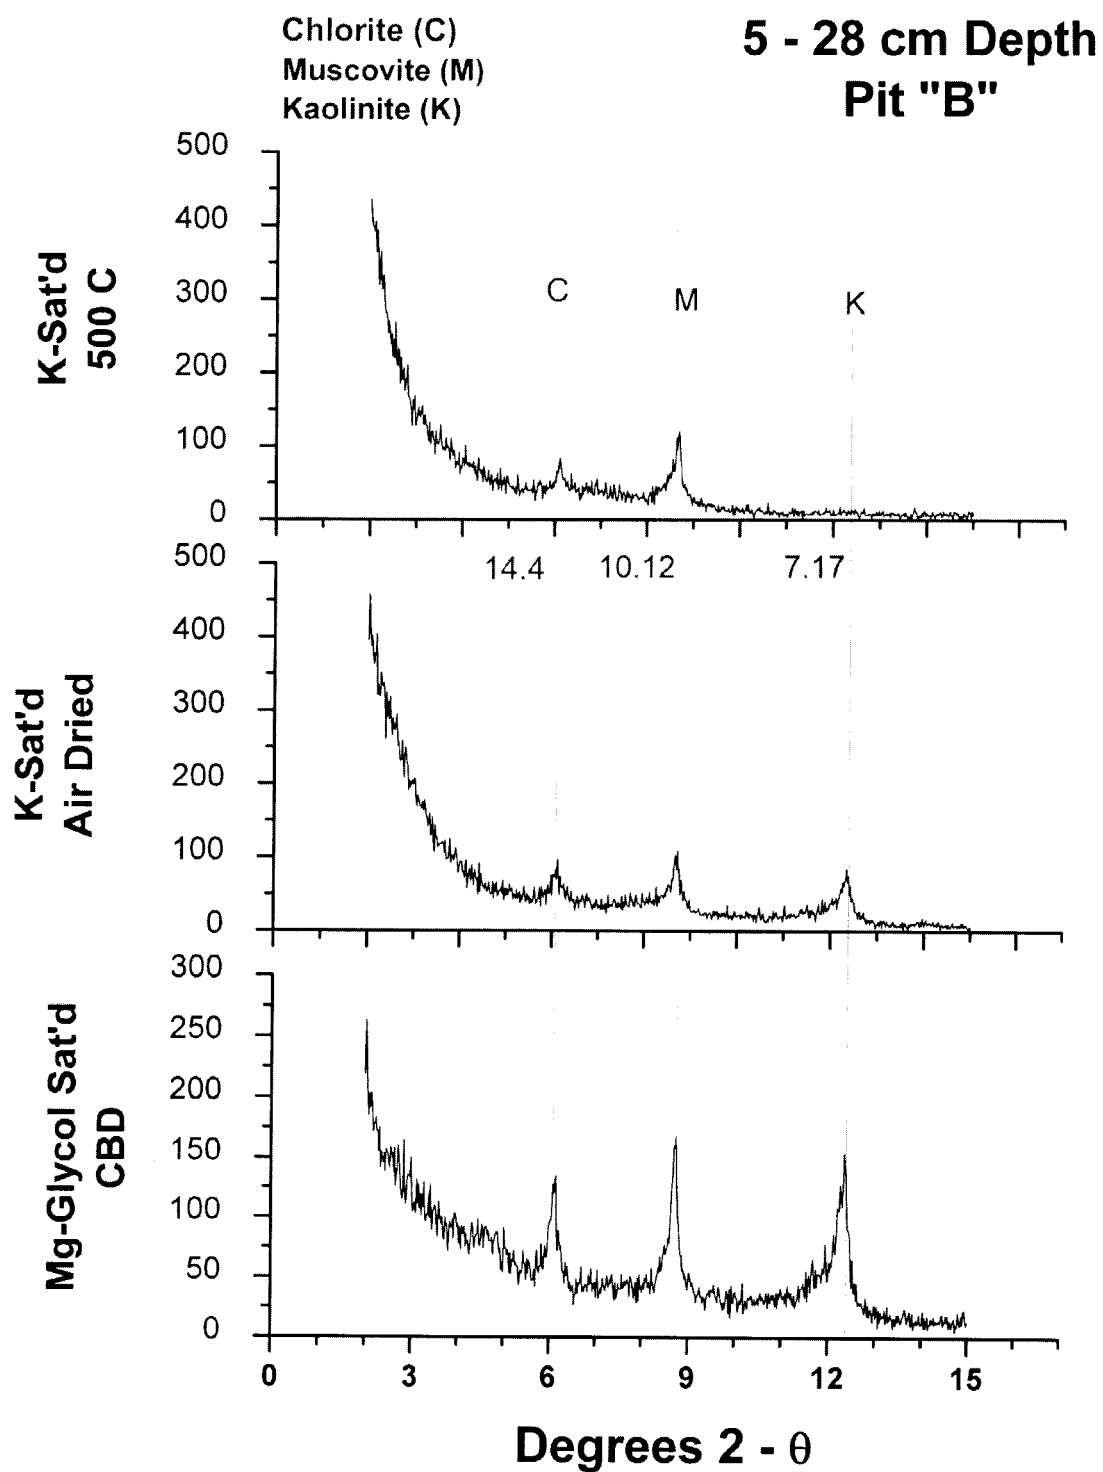 Chlorite (C)
Muscovite (M)
Kaolinite (K)
5 - 28 cm Depth
Pit "B"
K-Sat'd
500 C
500
400
300
200
100
0
C
M
K
14.4
10.12
7.17
K-Sat'd
Air Dried
500
400
300
200
100
0
Mg-Glycol Sat'd
CBD
300
250
200
150
100
50
0
0
3
6
9
12
15
Degrees 2 - θ